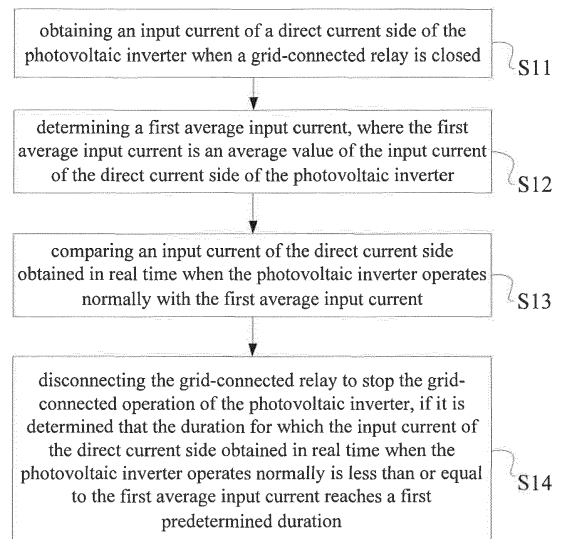 obtaining an input current of a direct current side of the
photovoltaic inverter when a grid-connected relay is closed
S11
determining a first average input current, where the first
average input current is an average value of the input current
of the direct current side of the photovoltaic inverter
S12
comparing an input current of the direct current side
obtained in real time when the photovoltaic inverter operates
normally with the first average input current
S13
disconnecting the grid-connected relay to stop the grid-
connected operation of the photovoltaic inverter, if it is
determined that the duration for which the input current of
the direct current side obtained in real time when the
photovoltaic inverter operates normally is less than or equal
to the first average input current reaches a first
predetermined duration
S14